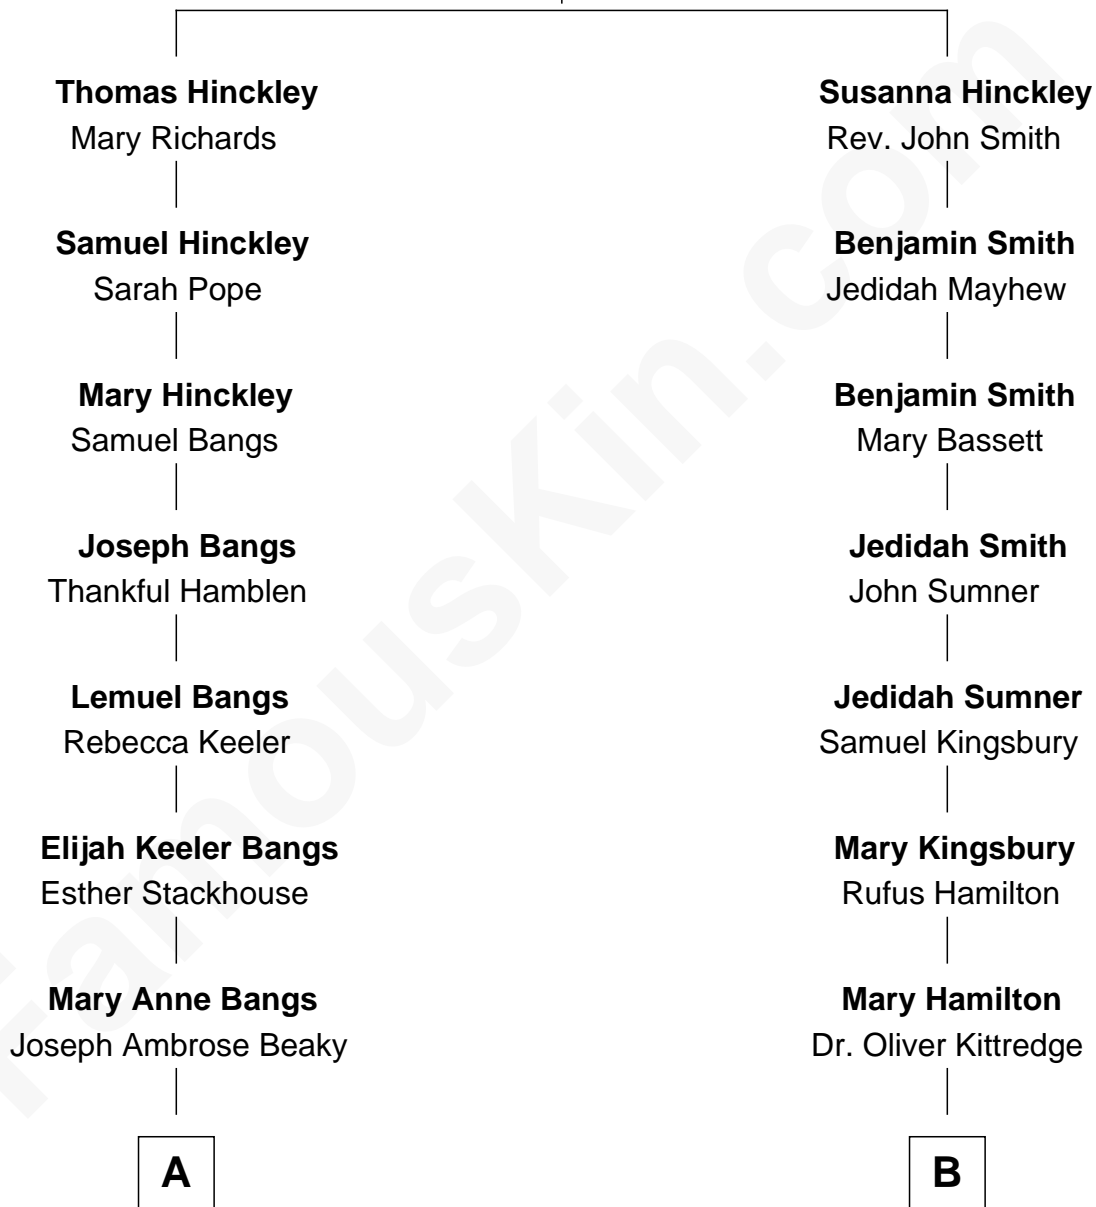 Thomas Hinckley
Mary Richards
Samuel Hinckley
Sarah Pope
Mary Hinckley
Samuel Bangs
Joseph Bangs
Thankful Hamblen
Lemuel Bangs
Rebecca Keeler
Elijah Keeler Bangs
Esther Stackhouse
Mary Anne Bangs
Joseph Ambrose Beaky
A
Susanna Hinckley
Rev. John Smith
Benjamin Smith
Jedidah Mayhew
Benjamin Smith
Mary Bassett
Jedidah Smith
John Sumner
Jedidah Sumner
Samuel Kingsbury
Mary Kingsbury
Rufus Hamilton
Mary Hamilton
Dr. Oliver Kittredge
B
FamousKin.com